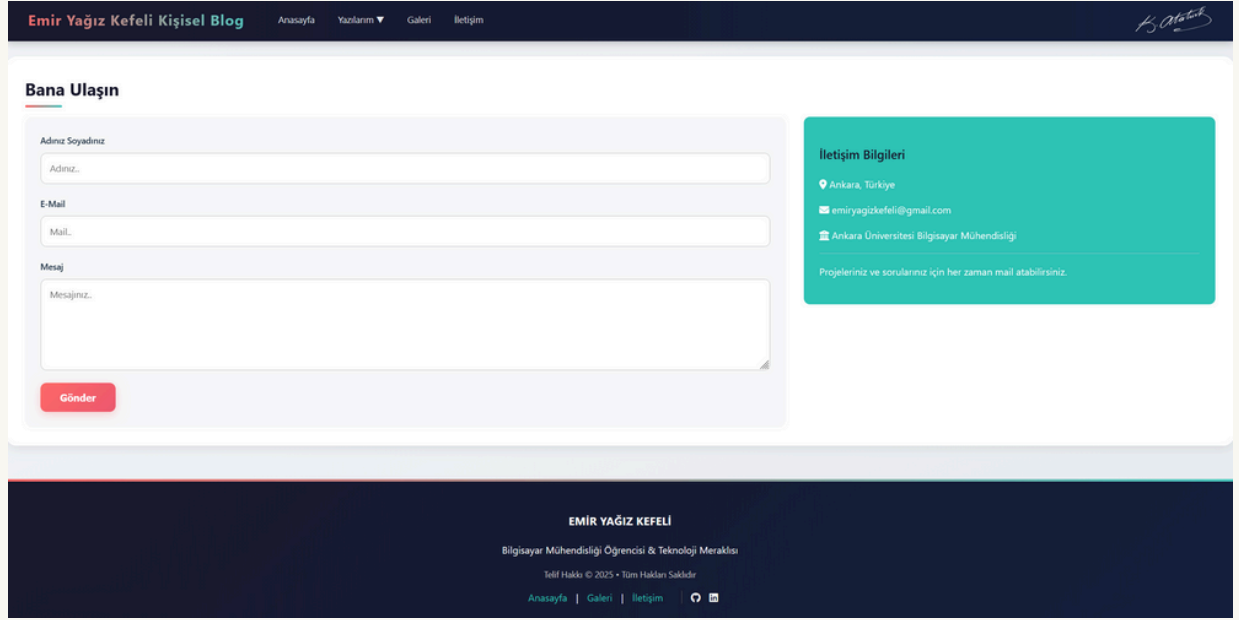 Emir Yağız Kefeli Kişisel Blog
Anasayfa Yazılarım ▼ Galeri İletişim
K. Atatürk
Bana Ulaşın
Adınız Soyadınız
Adınız..
E-Mail
Mail..
Mesaj
Mesajınız..
Gönder
İletişim Bilgileri
Ankara, Türkiye
emiryagizkefeli@gmail.com
Ankara Üniversitesi Bilgisayar Mühendisliği
Projeleriniz ve sorularınız için her zaman mail atabilirsiniz.
EMİR YAĞIZ KEFELİ
Bilgisayar Mühendisliği Öğrencisi & Teknoloji Meraklısı
Telif Hakkı © 2025 • Tüm Hakları Saklıdır
Anasayfa | Galeri | İletişim